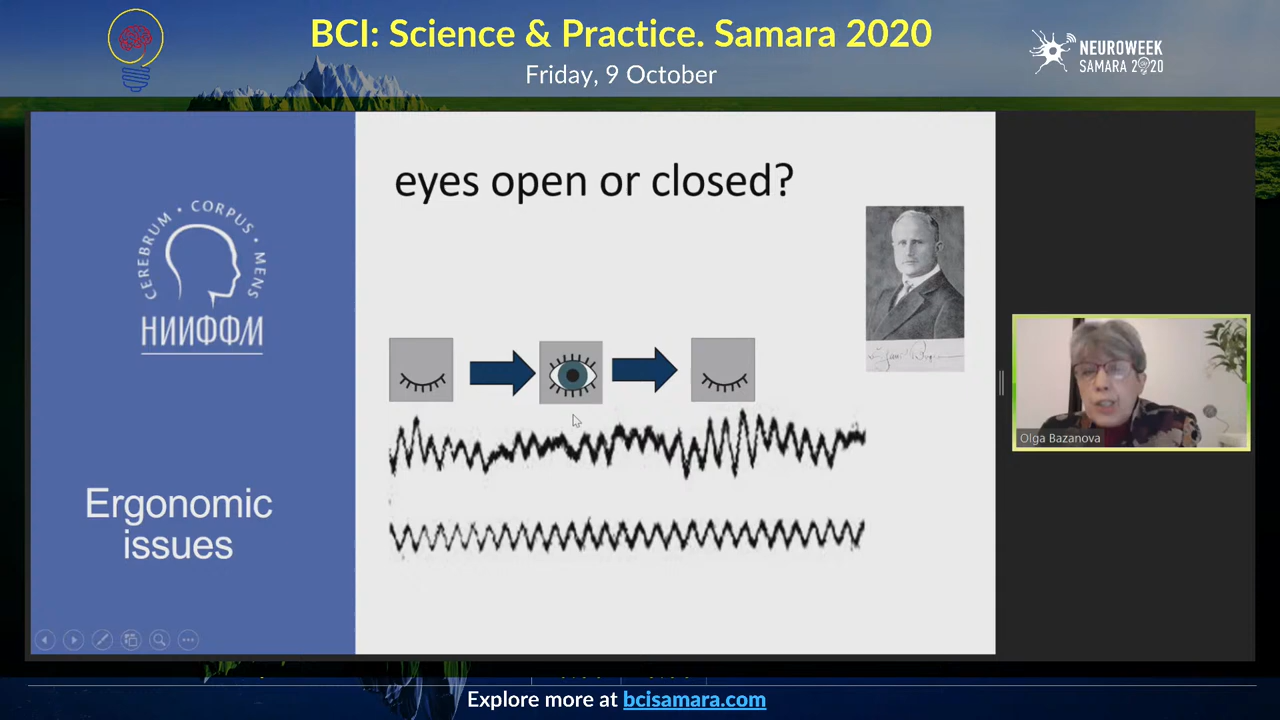 BCI: Science & Practice. Samara 2020
Friday, 9 October
NEUROWEEK
SAMARA 2020
CEREBRUM • CORPUS • MENS
НИИФФМ
Ergonomic
issues
eyes open or closed?
Olga Bazanova
Explore more at bcisamara.com